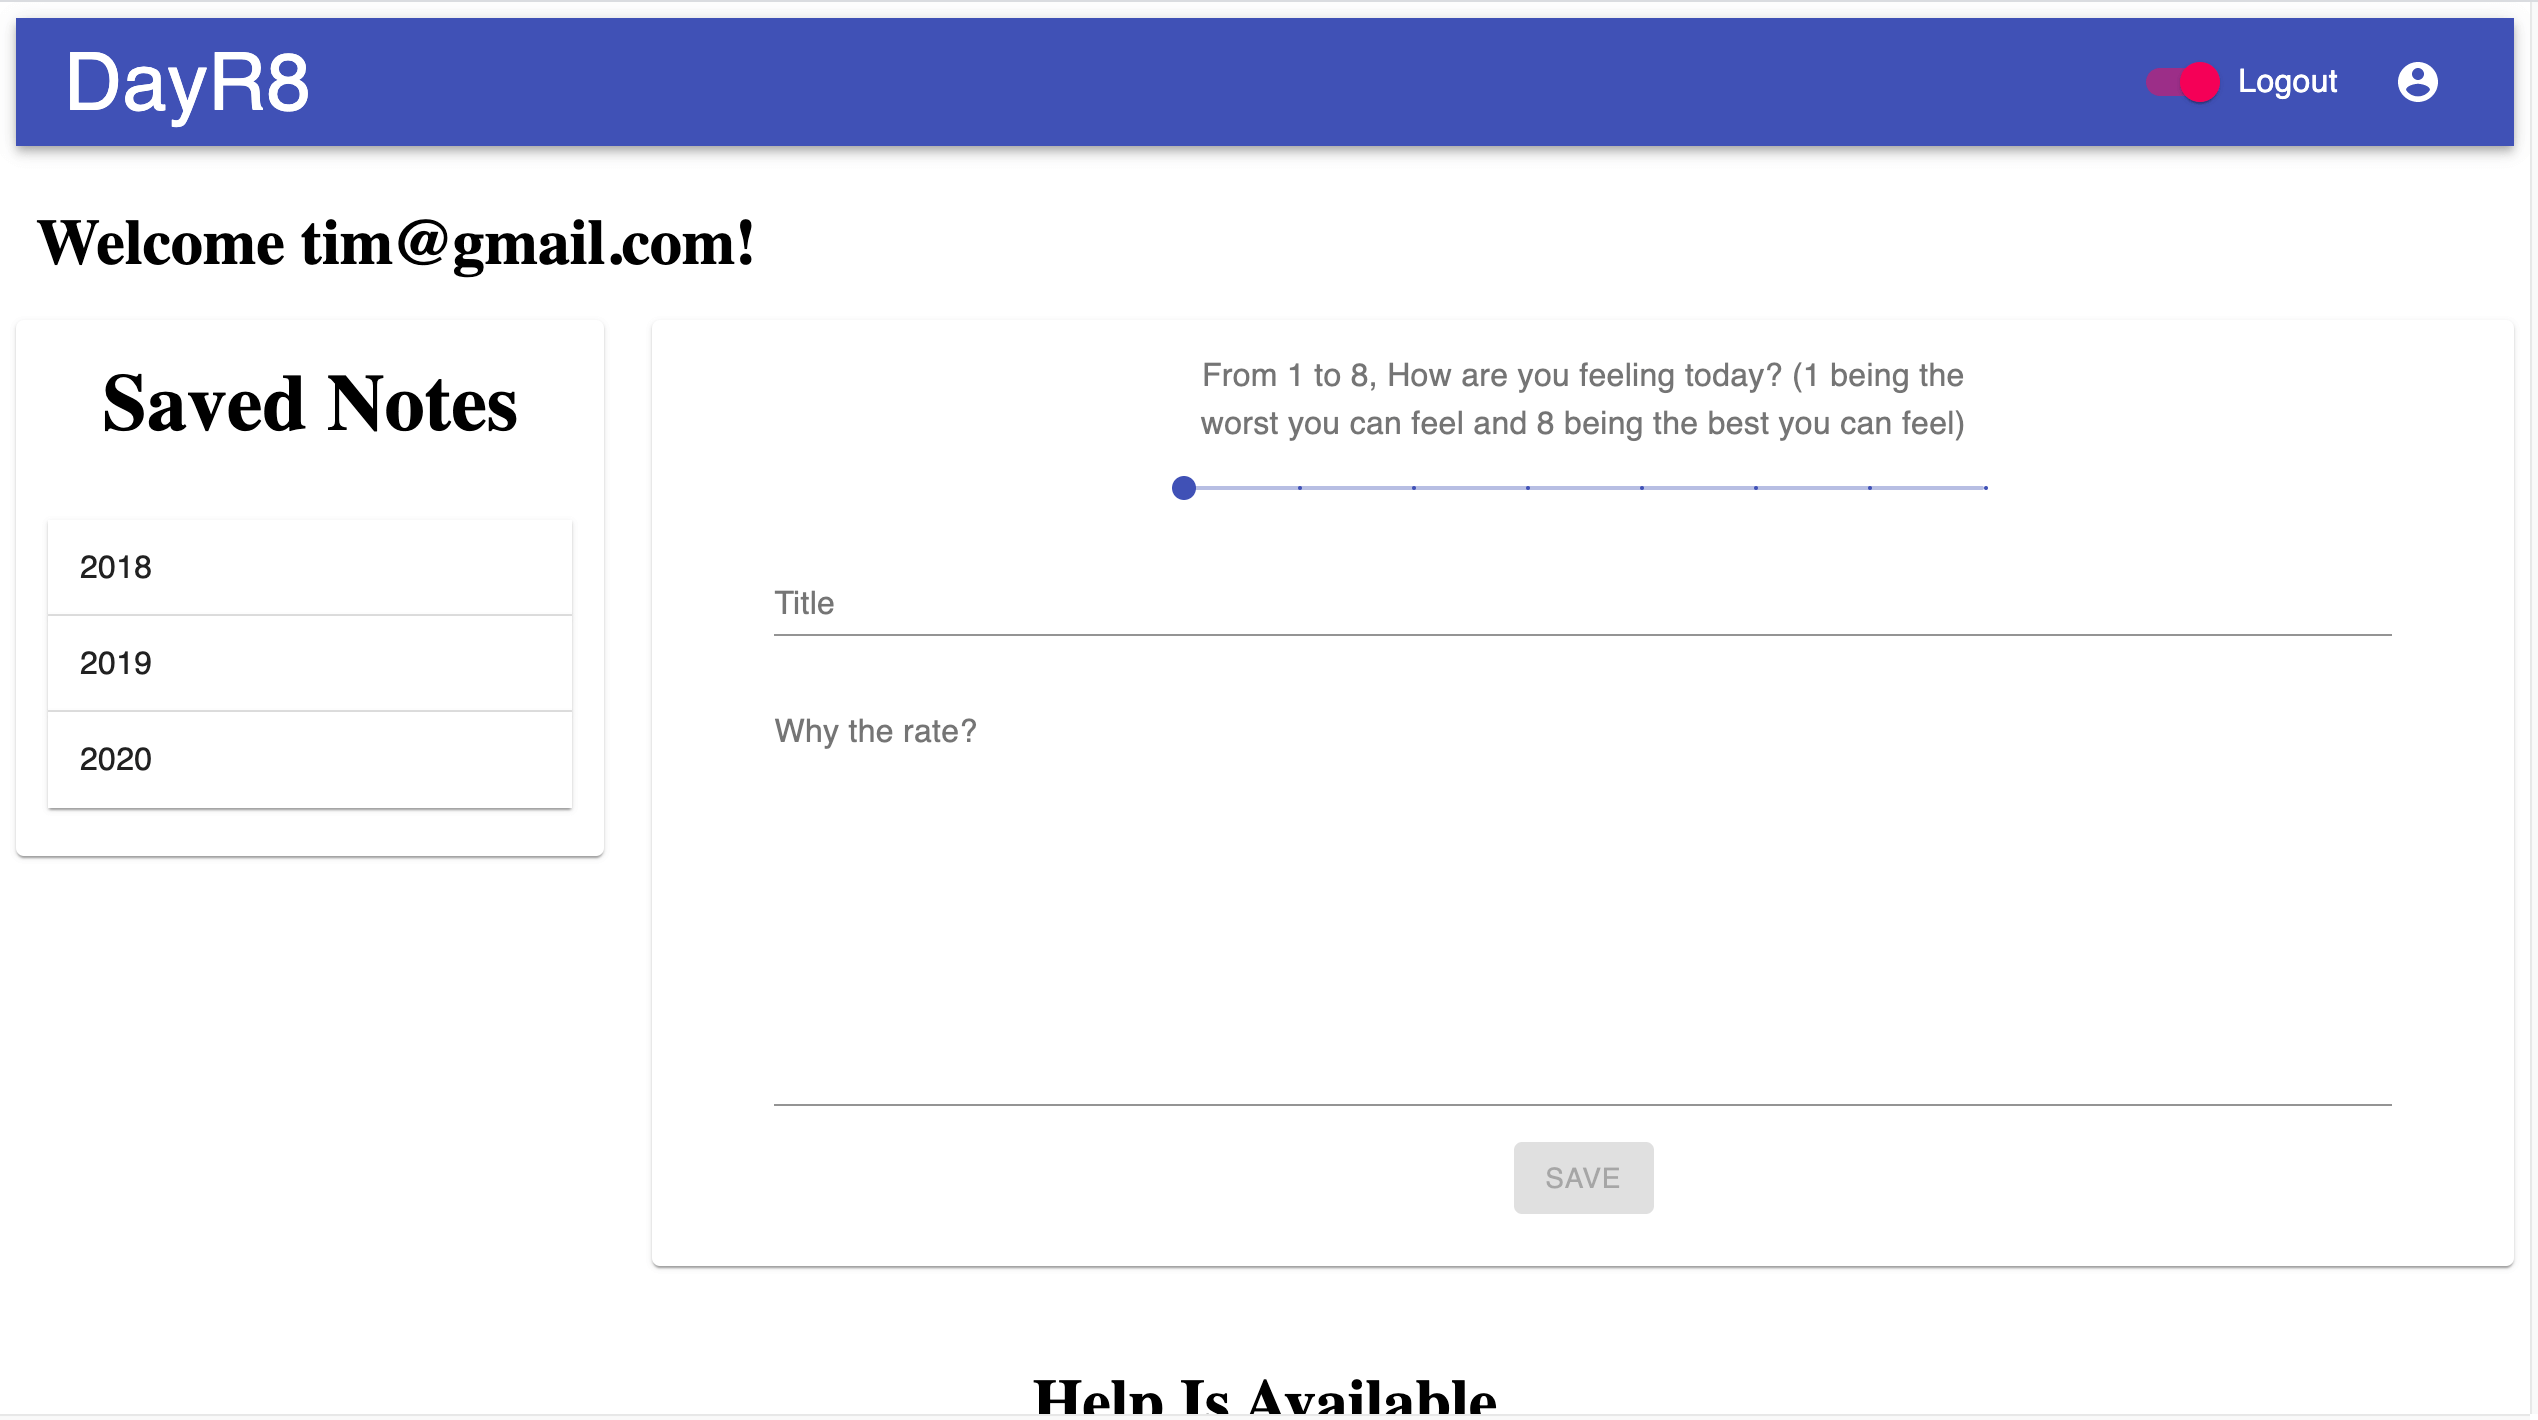 DayR8
Logout
Welcome tim@gmail.com!
Saved Notes
2018
2019
2020
From 1 to 8, How are you feeling today? (1 being the
worst you can feel and 8 being the best you can feel)
Title
Why the rate?
SAVE
Help Is Available